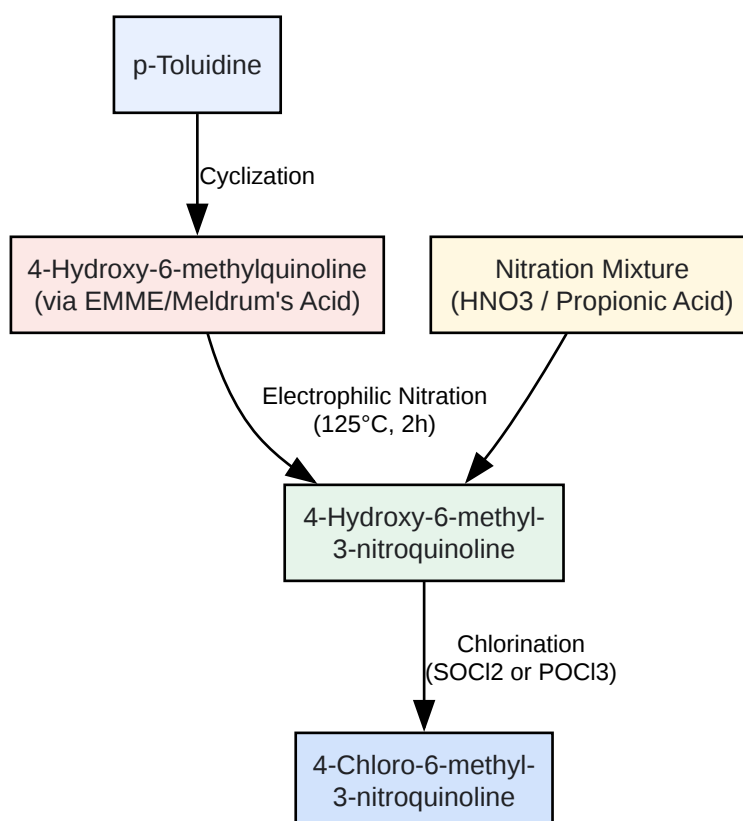 p-Toluidine
Cyclization
4-Hydroxy-6-methylquinoline
(via EMME/Meldrum's Acid)
Nitration Mixture
(HNO3 / Propionic Acid)
Electrophilic Nitration
(125°C, 2h)
4-Hydroxy-6-methyl-
3-nitroquinoline
Chlorination
(SOCl2 or POCl3)
4-Chloro-6-methyl-
3-nitroquinoline